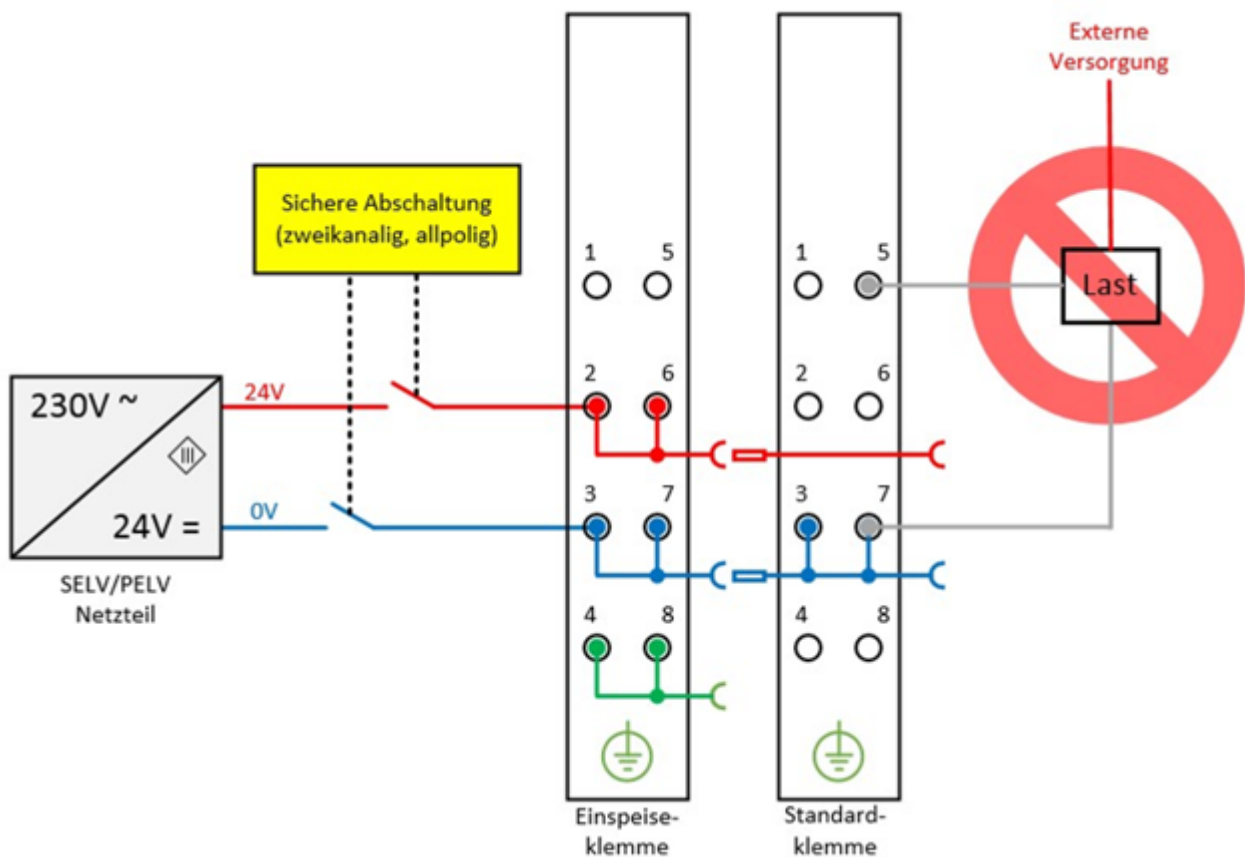 Externe
Versorgung
Sichere Abschaltung
(zweikanalig, allpolig)
1 5
1 5
Last
230V ~
24V
2 6
2 6
III
24V =
0V
3 7
3 7
SELV/PELV
Netzteil
4 8
4 8
Einspeise-
klemme
Standard-
klemme